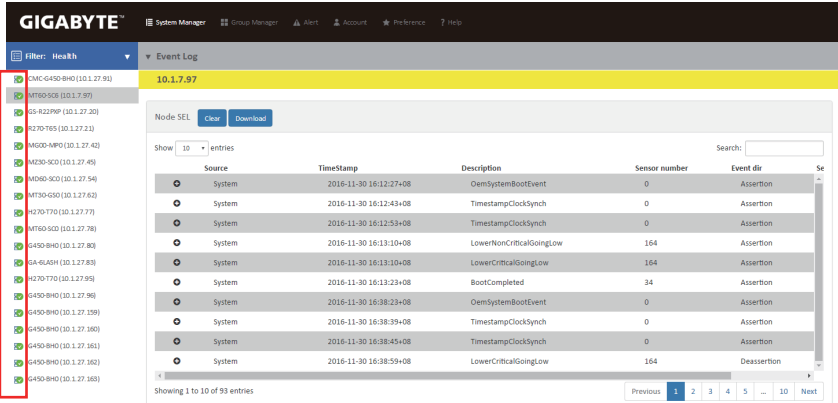 GIGABYTE™ System Manager Group Manager Alert Account Preference ? Help
Filter: Health
Event Log
10.1.7.97
CMC-G450-BH0 (10.1.27.91)
MT60-SC0 (10.1.7.97)
GS-R22PXP (10.1.27.20)
R270-T65 (10.1.27.21)
MG00-MP0 (10.1.27.42)
MZ30-SC0 (10.1.27.45)
MD60-SC0 (10.1.27.54)
MT30-GS0 (10.1.27.62)
H270-T70 (10.1.27.77)
MT60-SC0 (10.1.27.78)
G450-BH0 (10.1.27.80)
GA-6LASH (10.1.27.83)
H270-T70 (10.1.27.95)
G450-BH0 (10.1.27.96)
G450-BH0 (10.1.27.159)
G450-BH0 (10.1.27.160)
G450-BH0 (10.1.27.161)
G450-BH0 (10.1.27.162)
G450-BH0 (10.1.27.163)
Node SEL Clear Download
Show 10 entries Search:
Source TimeStamp Description Sensor number Event dir Se
System 2016-11-30 16:12:27+08 OemSystemBootEvent 0 Assertion
System 2016-11-30 16:12:43+08 TimestampClockSynch 0 Assertion
System 2016-11-30 16:12:53+08 TimestampClockSynch 0 Assertion
System 2016-11-30 16:13:10+08 LowerNonCriticalGoingLow 164 Assertion
System 2016-11-30 16:13:10+08 LowerCriticalGoingLow 164 Assertion
System 2016-11-30 16:13:23+08 BootCompleted 34 Assertion
System 2016-11-30 16:38:23+08 OemSystemBootEvent 0 Assertion
System 2016-11-30 16:38:39+08 TimestampClockSynch 0 Assertion
System 2016-11-30 16:38:45+08 TimestampClockSynch 0 Assertion
System 2016-11-30 16:38:59+08 LowerCriticalGoingLow 164 Deassertion
Showing 1 to 10 of 93 entries Previous 1 2 3 4 5 ... 10 Next